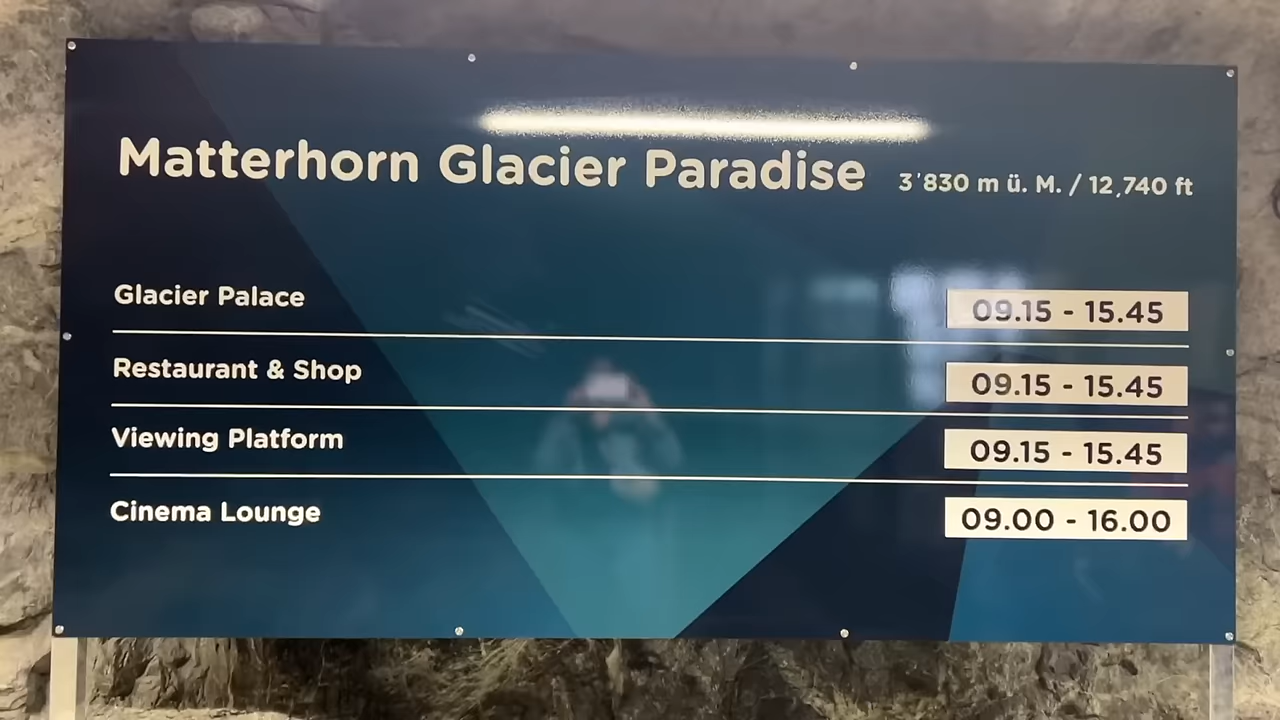 Matterhorn Glacier Paradise 3'830 m ü. M. / 12,740 ft
Glacier Palace 09.15 - 15.45
Restaurant & Shop 09.15 - 15.45
Viewing Platform 09.15 - 15.45
Cinema Lounge 09.00 - 16.00